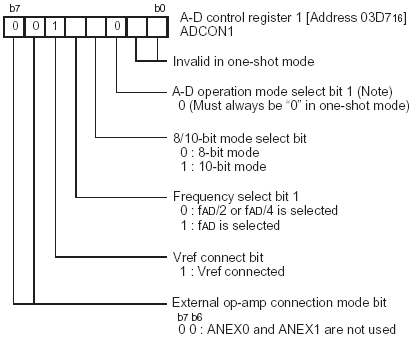 b7 b0
0 0 1 0
A-D control register 1 [Address 03D716]
ADCON1
Invalid in one-shot mode
A-D operation mode select bit 1 (Note)
0 (Must always be “0” in one-shot mode)
8/10-bit mode select bit
0 : 8-bit mode
1 : 10-bit mode
Frequency select bit 1
0 : fAD/2 or fAD/4 is selected
1 : fAD is selected
Vref connect bit
1 : Vref connected
External op-amp connection mode bit
b7 b6
0 0 : ANEX0 and ANEX1 are not used